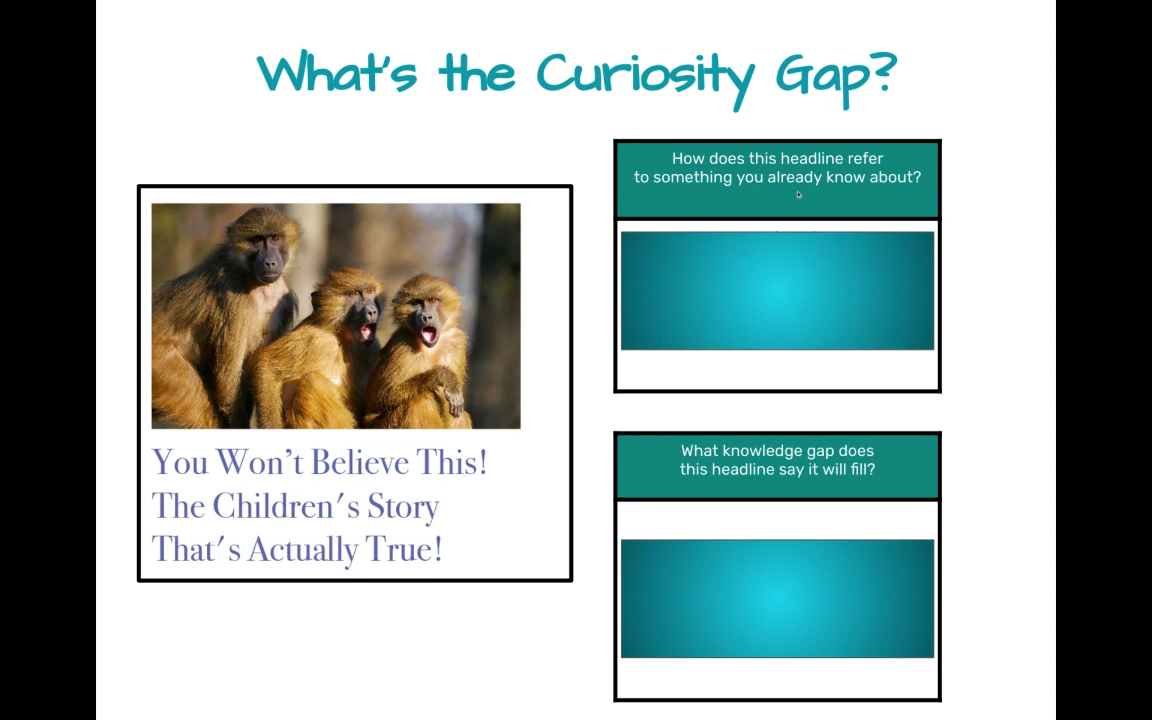 What's the Curiosity Gap?
You Won't Believe This!
The Children's Story
That's Actually True!
How does this headline refer
to something you already know about?
What knowledge gap does
this headline say it will fill?